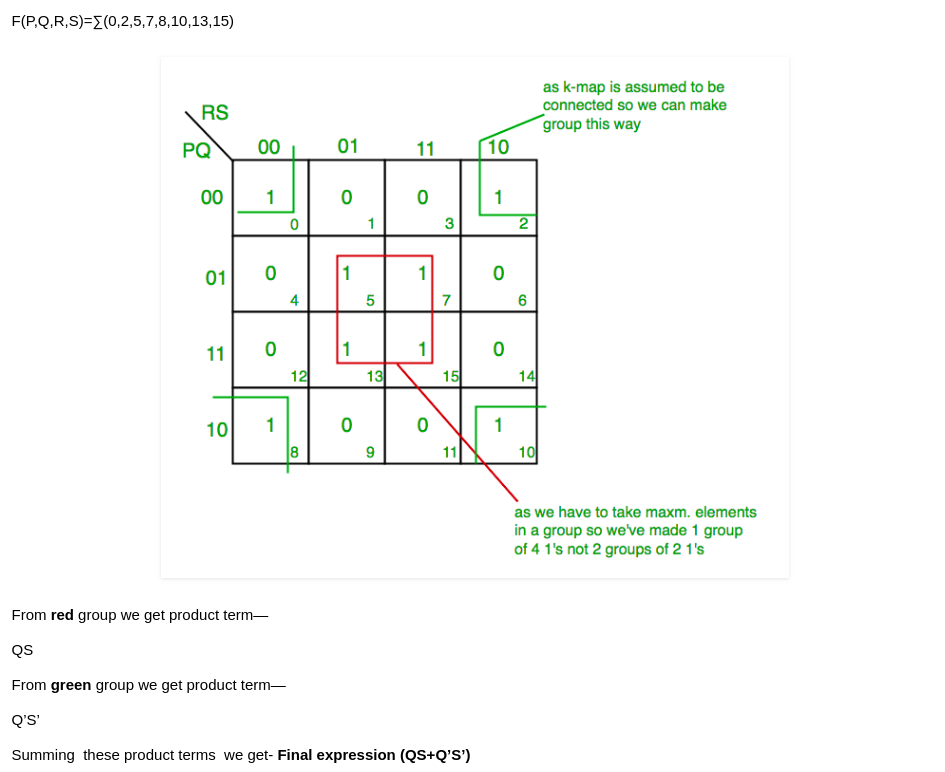 F(P,Q,R,S)=∑(0,2,5,7,8,10,13,15)
as k-map is assumed to be
connected so we can make
group this way
RS
PQ
00 01 11 10
00 1 0 0 1
0 1 3 2
01 0 1 1 0
4 5 7 6
11 0 1 1 0
12 13 15 14
10 1 0 0 1
8 9 11 10
as we have to take maxm. elements
in a group so we've made 1 group
of 4 1's not 2 groups of 2 1's
From red group we get product term—
QS
From green group we get product term—
Q’S’
Summing these product terms we get- Final expression (QS+Q’S’)